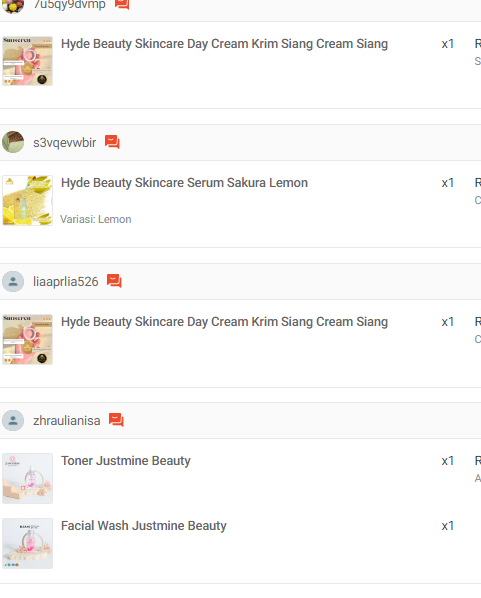 7u5qy9dvmp
Hyde Beauty Skincare Day Cream Krim Siang Cream Siang
x1
s3vqevwbir
Hyde Beauty Skincare Serum Sakura Lemon
x1
Variasi: Lemon
liaaprlia526
Hyde Beauty Skincare Day Cream Krim Siang Cream Siang
x1
zhraulianisa
Toner Justmine Beauty
x1
Facial Wash Justmine Beauty
x1